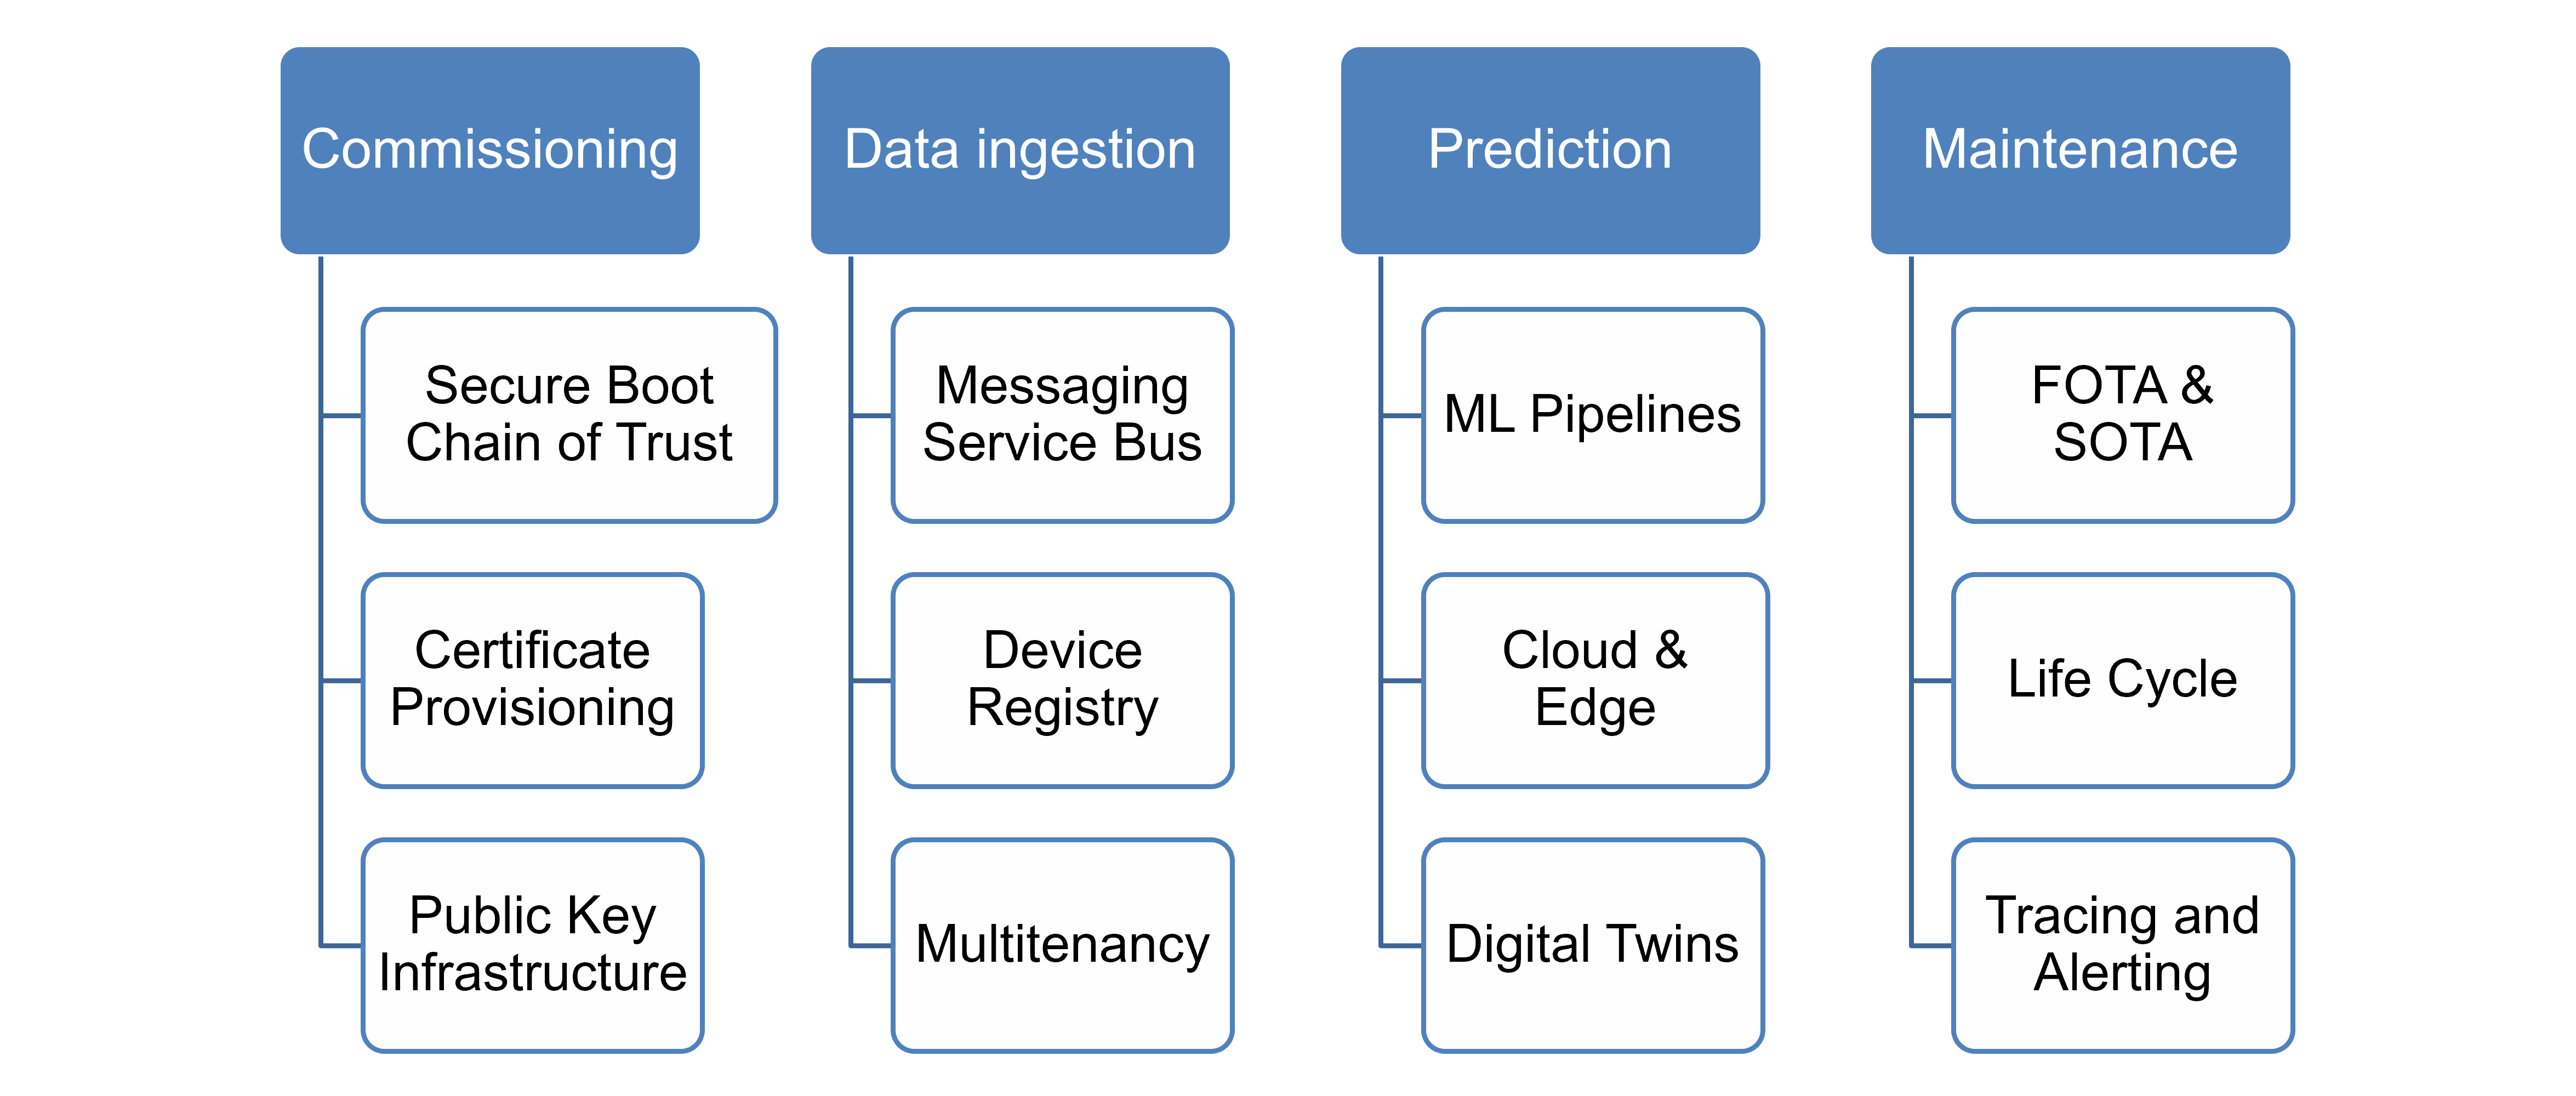 Commissioning
Secure Boot
Chain of Trust
Certificate
Provisioning
Public Key
Infrastructure
Data ingestion
Messaging
Service Bus
Device
Registry
Multitenancy
Prediction
ML Pipelines
Cloud &
Edge
Digital Twins
Maintenance
FOTA &
SOTA
Life Cycle
Tracing and
Alerting